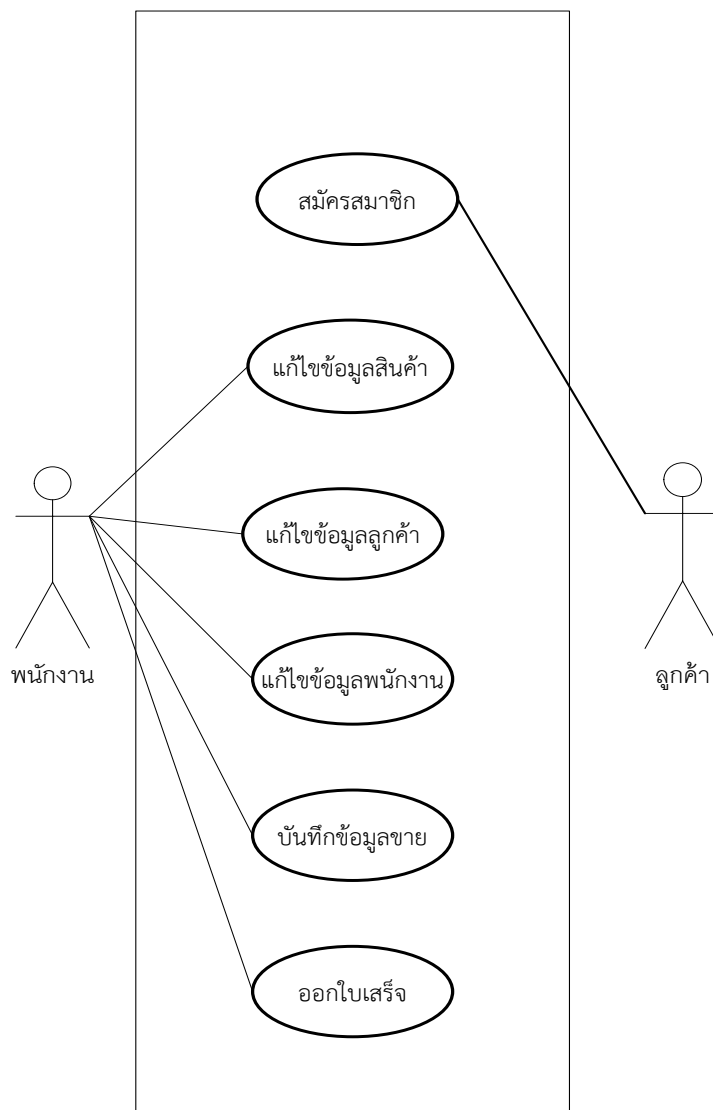 สมัครสมาชิก
แก้ไขข้อมูลสินค้า
แก้ไขข้อมูลลูกค้า
พนักงาน
แก้ไขข้อมูลพนักงาน
ลูกค้า
บันทึกข้อมูลขาย
ออกใบเสร็จ